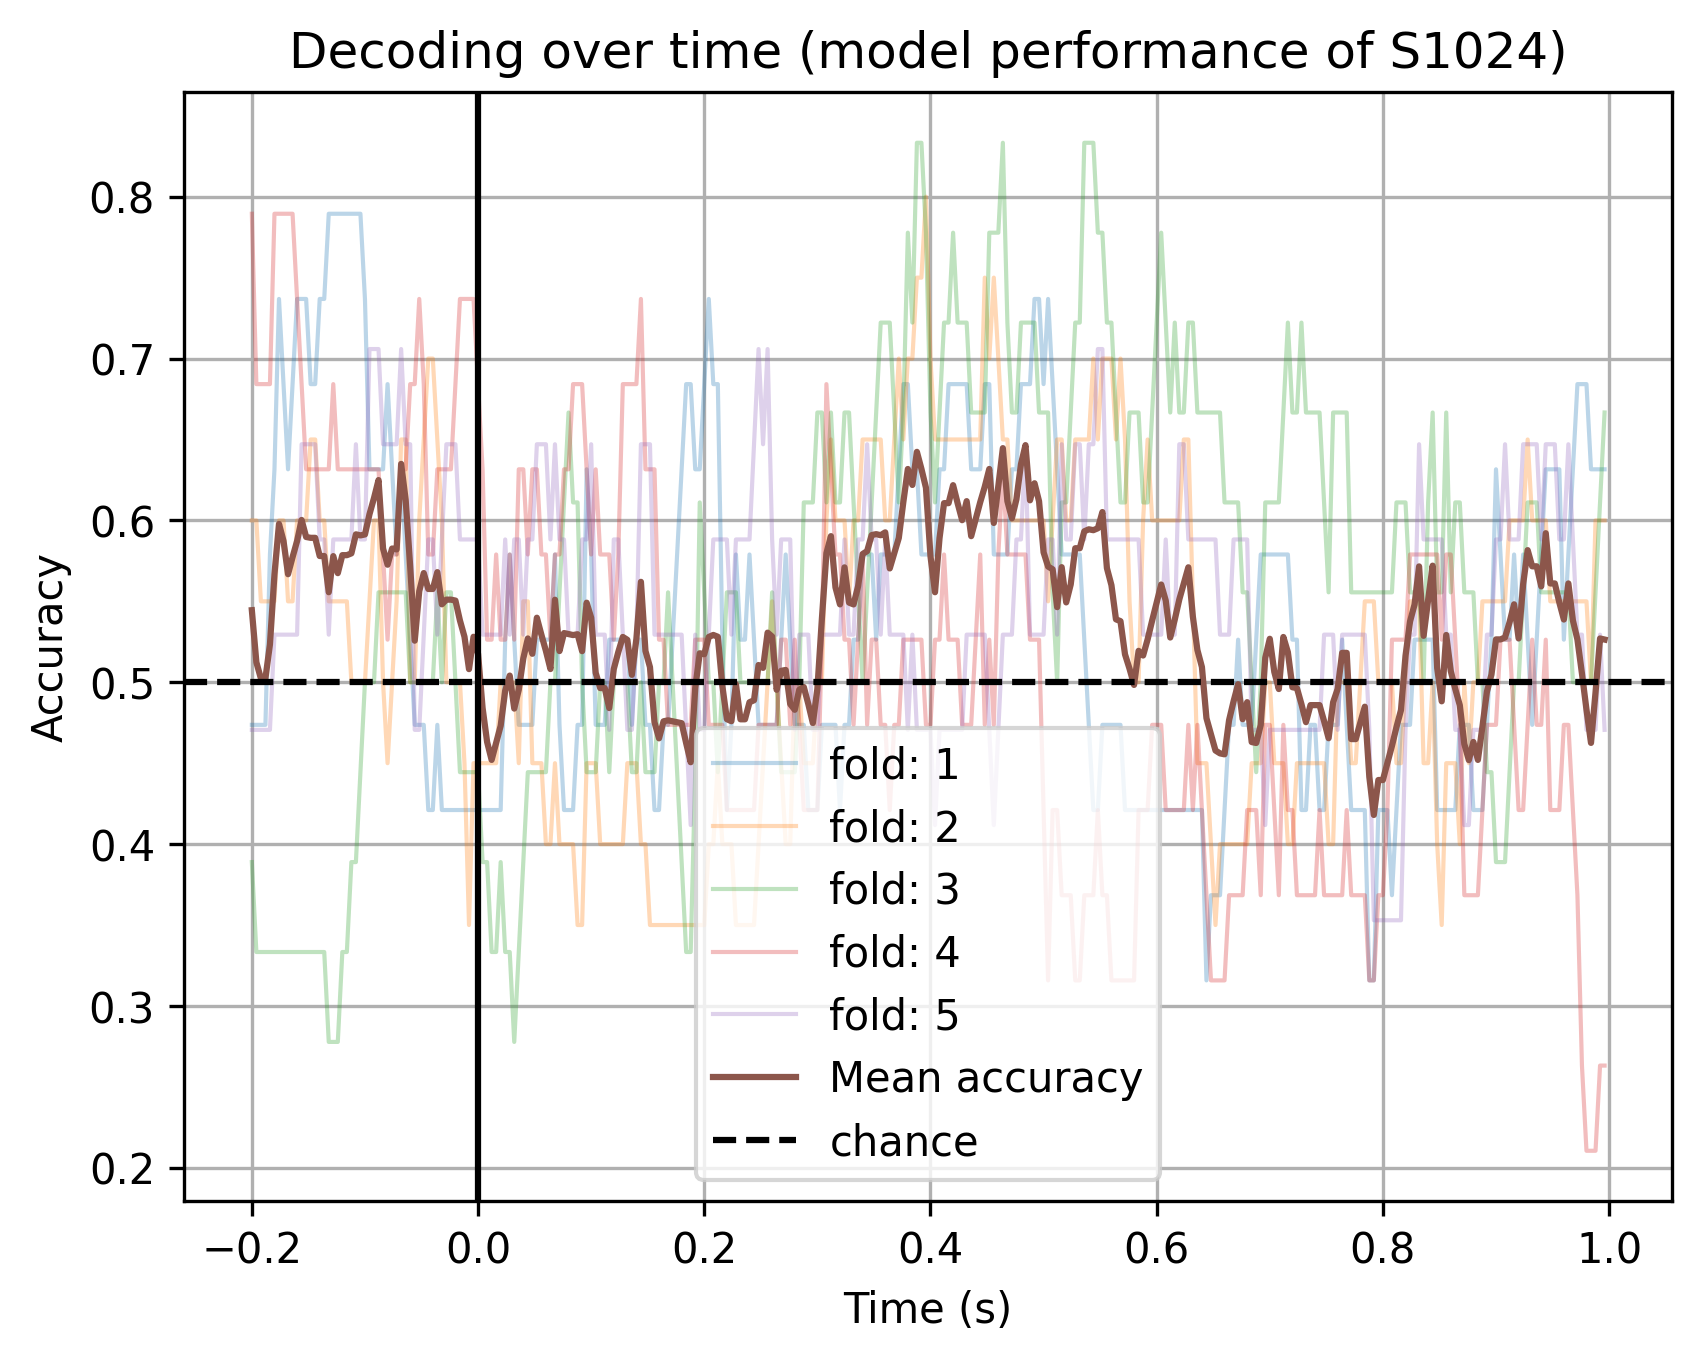 Decoding over time (model performance of S1024)
Accuracy
0.8
0.7
0.6
0.5
0.4
0.3
0.2
fold: 1
fold: 2
fold: 3
fold: 4
fold: 5
Mean accuracy
chance
−0.2 0.0 0.2 0.4 0.6 0.8 1.0
Time (s)